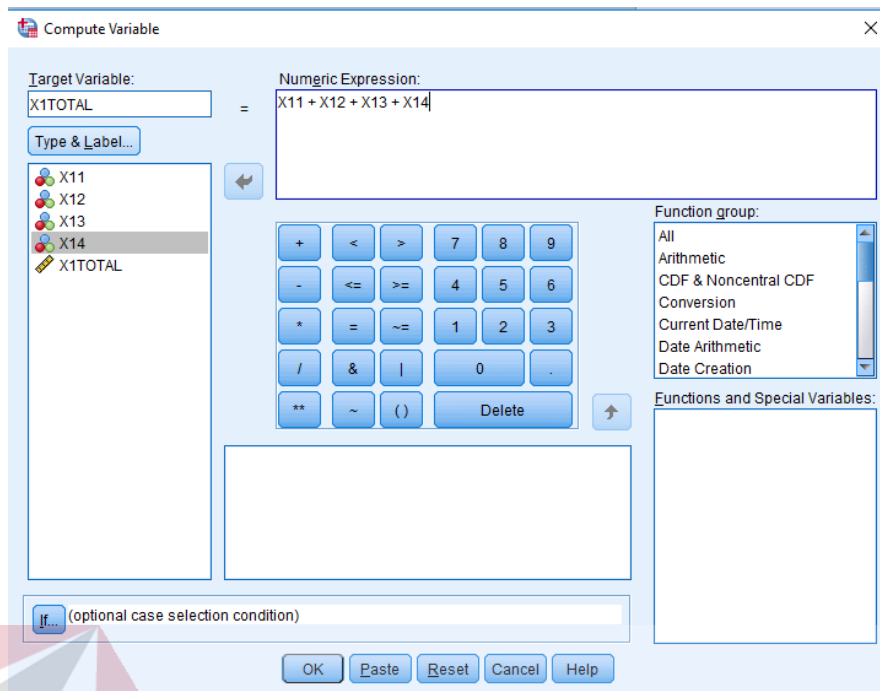 Compute Variable
Target Variable:
X1TOTAL
=
Numeric Expression:
X11 + X12 + X13 + X14
Type & Label...
X11
X12
X13
X14
X1TOTAL
+ < > 7 8 9
- <= >= 4 5 6
* = ~= 1 2 3
/ & | 0 .
** ~ ( ) Delete
Function group:
All
Arithmetic
CDF & Noncentral CDF
Conversion
Current Date/Time
Date Arithmetic
Date Creation
Functions and Special Variables:
If... (optional case selection condition)
OK Paste Reset Cancel Help